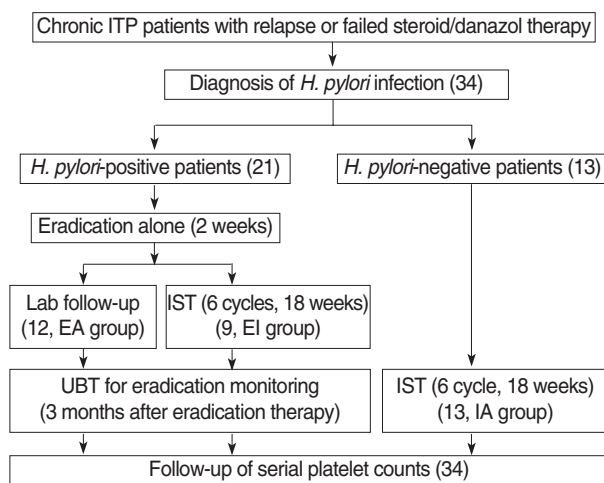 Chronic ITP patients with relapse or failed steroid/danazol therapy
Diagnosis of H. pylori infection (34)
H. pylori-positive patients (21)
H. pylori-negative patients (13)
Eradication alone (2 weeks)
Lab follow-up
(12, EA group)
IST (6 cycles, 18 weeks)
(9, EI group)
UBT for eradication monitoring
(3 months after eradication therapy)
IST (6 cycle, 18 weeks)
(13, IA group)
Follow-up of serial platelet counts (34)